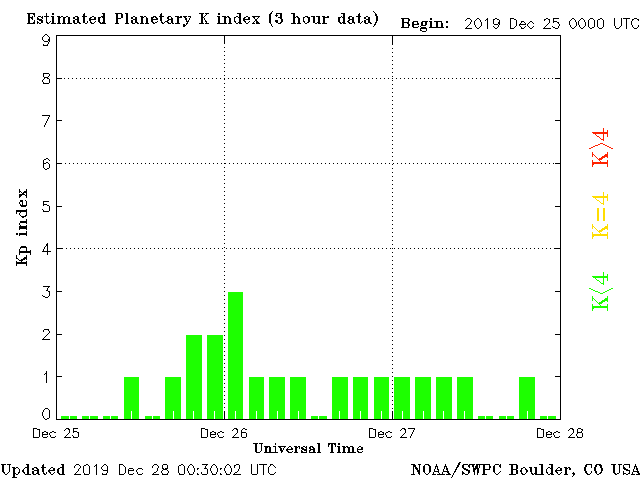 Estimated Planetary K index (3 hour data) Begin: 2019 Dec 25 0000 UTC
9
8
7
6
5
4
3
2
1
0
Kp index
K>4
K=4
K<4
Dec 25 Dec 26 Dec 27 Dec 28
Universal Time
Updated 2019 Dec 28 00:30:02 UTC NOAA/SWPC Boulder, CO USA